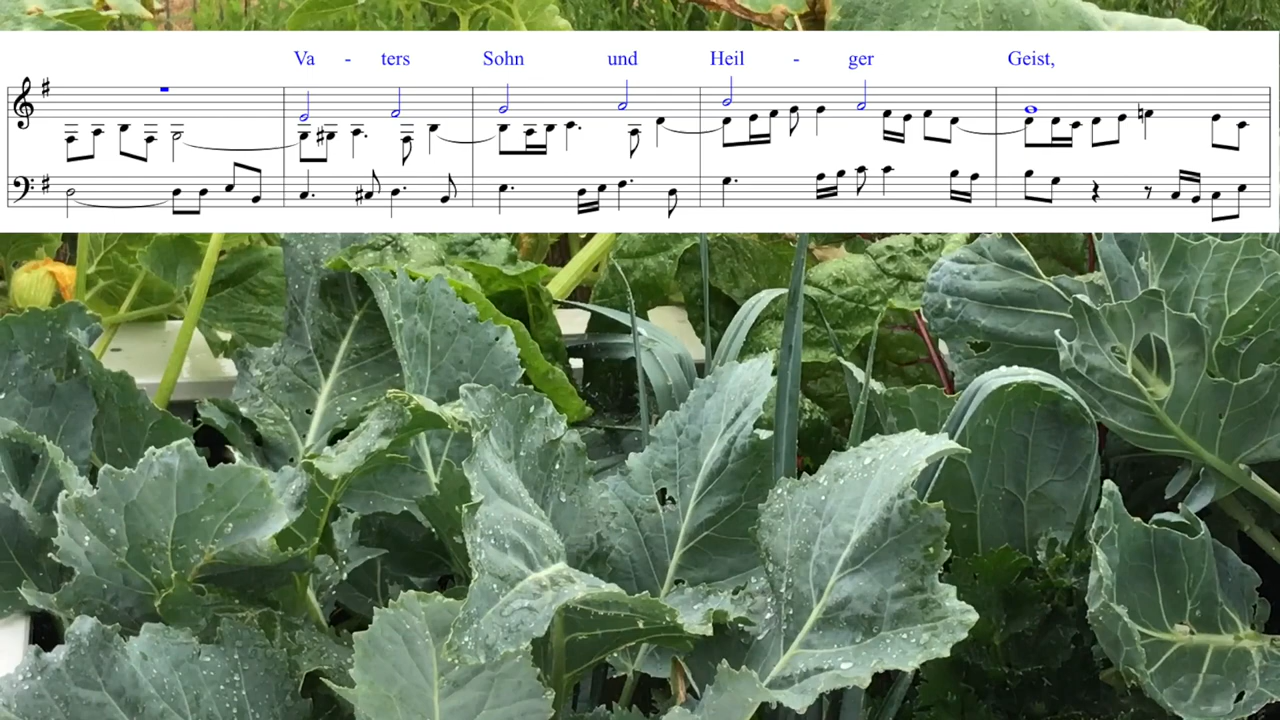 Va - ters Sohn und Heil - ger Geist,